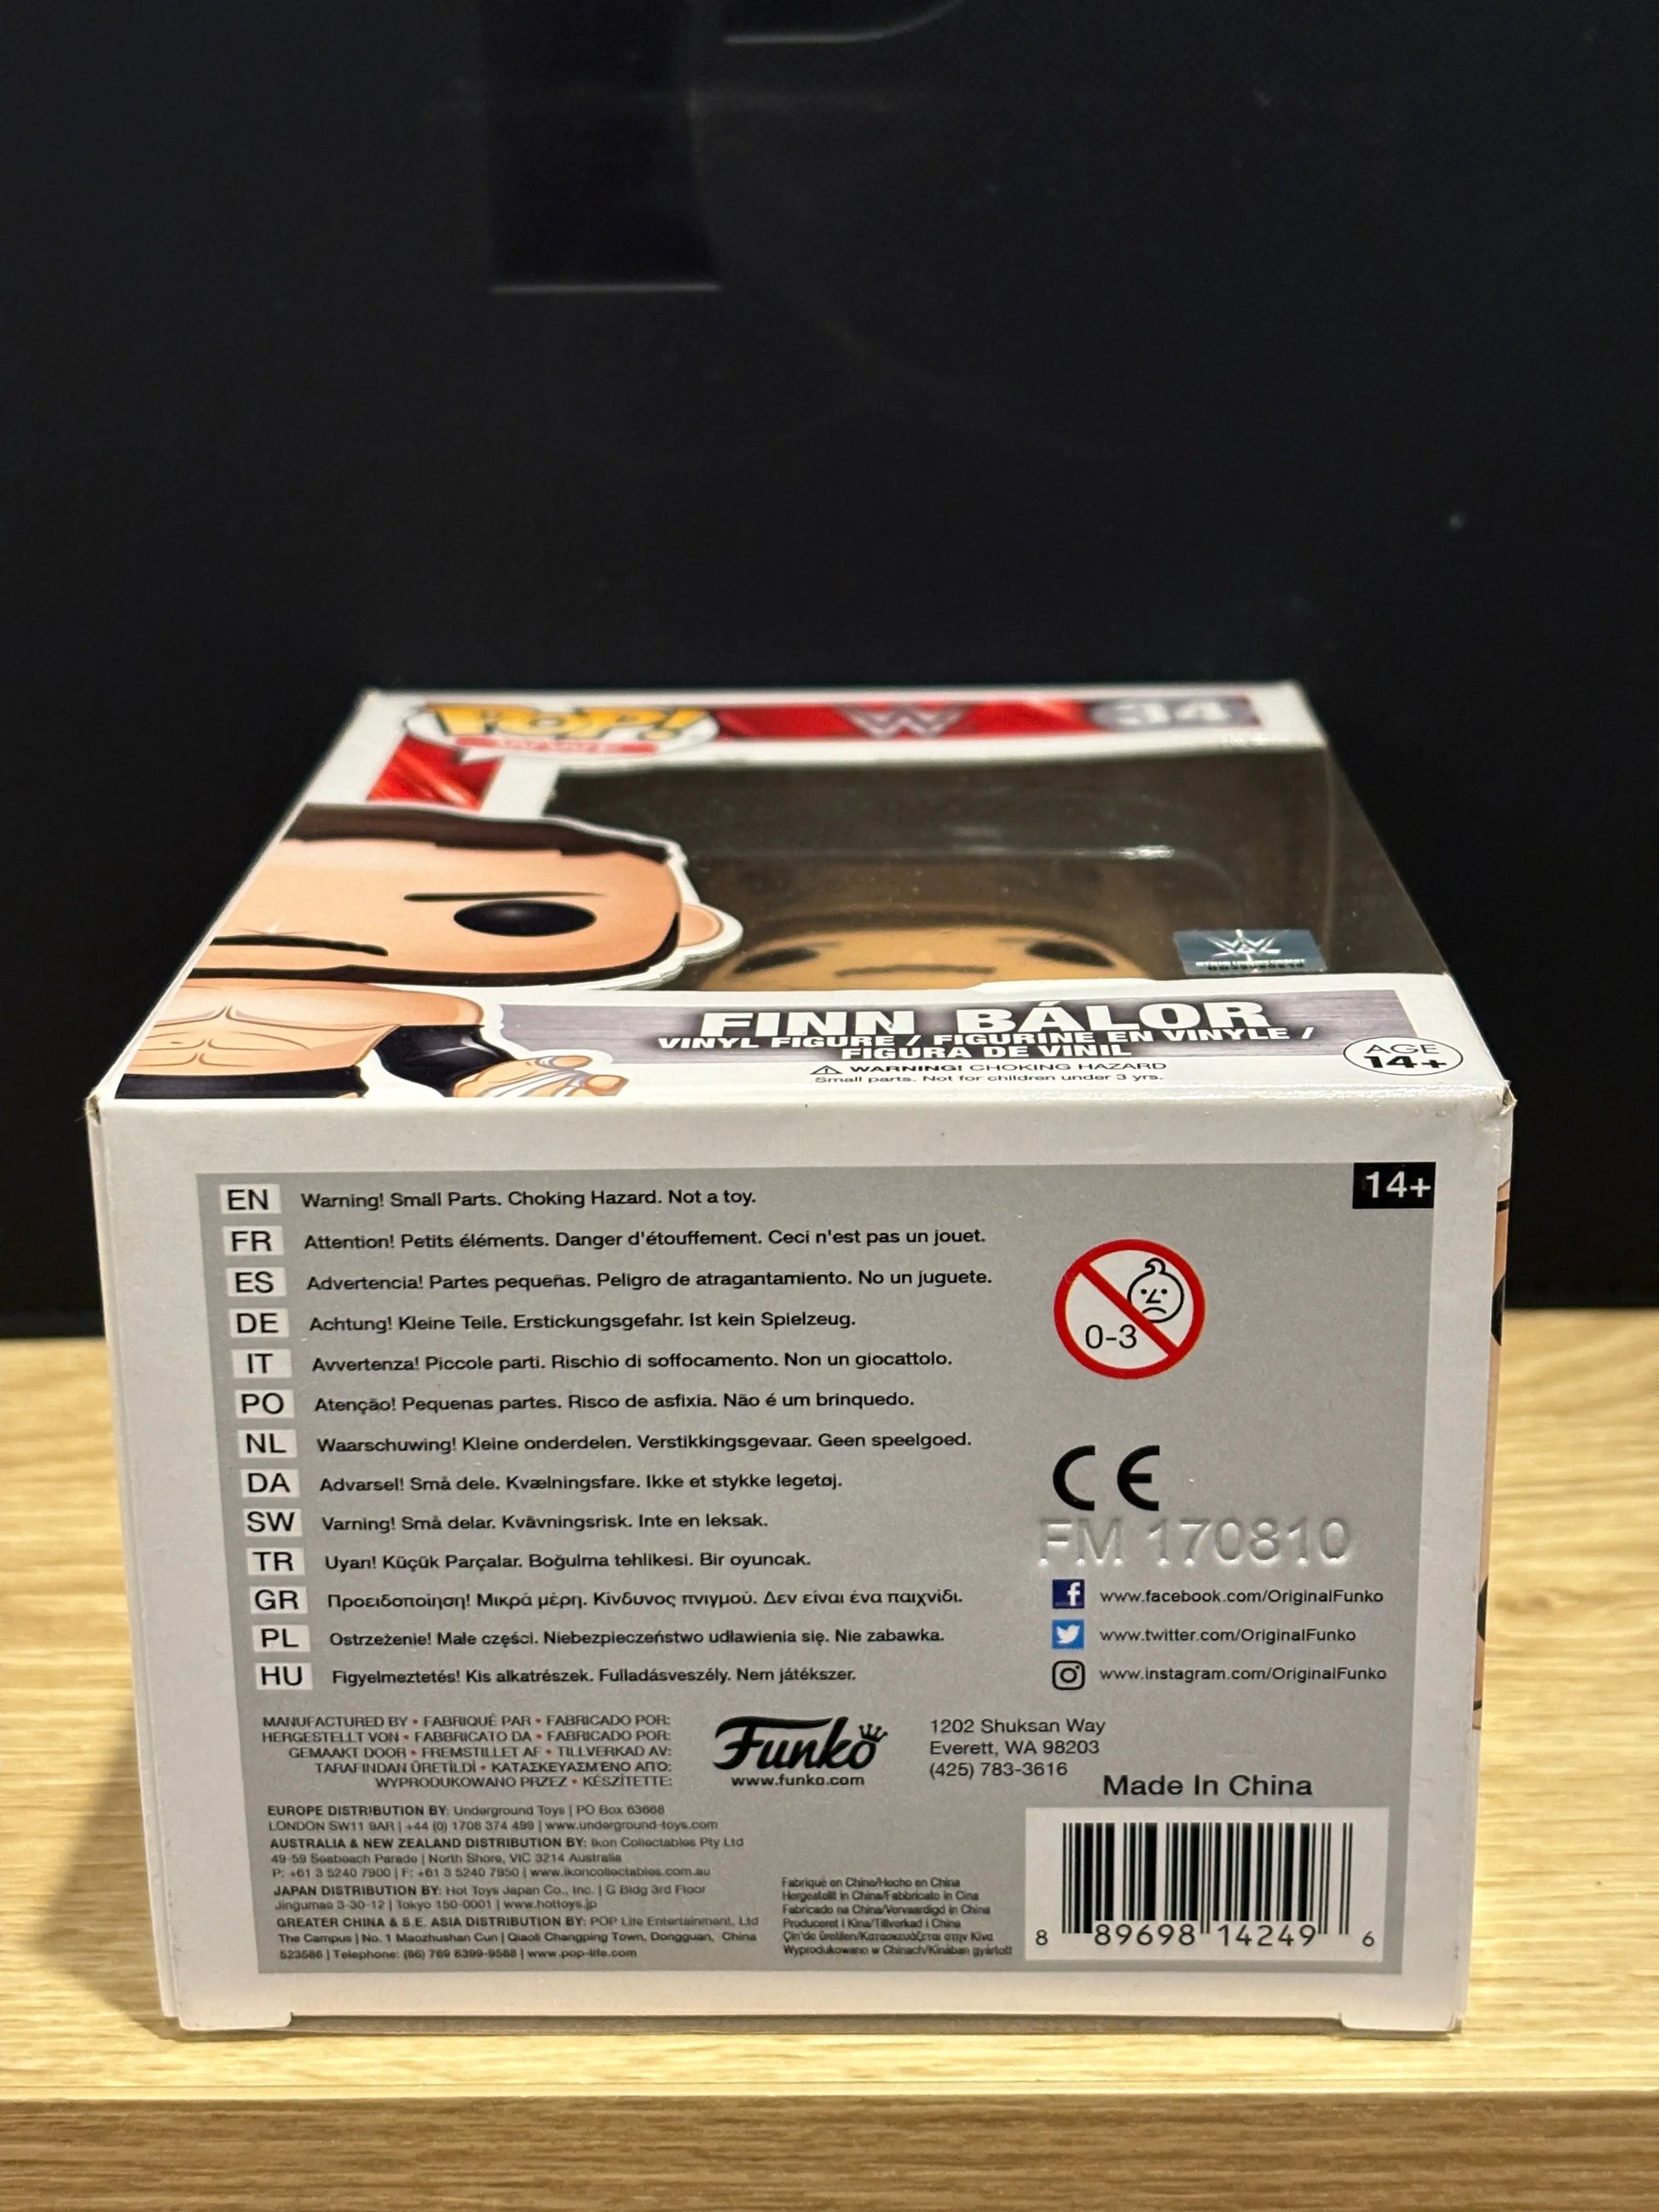 POP!
WWE
W
34
FINN BÁLOR
VINYL FIGURE / FIGURINE EN VINYLE /
FIGURA DE VINIL
WARNING! CHOKING HAZARD
Small parts. Not for children under 3 yrs.
AGE
14+
14+
EN Warning! Small Parts. Choking Hazard. Not a toy.
FR Attention! Petits éléments. Danger d'étouffement. Ceci n'est pas un jouet.
ES Advertencia! Partes pequeñas. Peligro de atragantamiento. No un juguete.
DE Achtung! Kleine Teile. Erstickungsgefahr. Ist kein Spielzeug.
IT Avvertenza! Piccole parti. Rischio di soffocamento. Non un giocattolo.
PO Atenção! Pequenas partes. Risco de asfixia. Não é um brinquedo.
NL Waarschuwing! Kleine onderdelen. Verstikkingsgevaar. Geen speelgoed.
DA Advarsel! Små dele. Kvælningsfare. Ikke et stykke legetøj.
SW Varning! Små delar. Kvävningsrisk. Inte en leksak.
TR Uyarı! Küçük Parçalar. Boğulma tehlikesi. Bir oyuncak.
GR Προειδοποίηση! Μικρά μέρη. Κίνδυνος πνιγμού. Δεν είναι ένα παιχνίδι.
PL Ostrzeżenie! Małe części. Niebezpieczeństwo udławienia się. Nie zabawka.
HU Figyelmeztetés! Kis alkatrészek. Fulladásveszély. Nem játékszer.
0-3
CE
FM 170810
www.facebook.com/OriginalFunko
www.twitter.com/OriginalFunko
www.instagram.com/OriginalFunko
MANUFACTURED BY • FABRIQUÉ PAR • FABRICADO POR:
HERGESTELLT VON • FABBRICATO DA • FABRICADO POR:
GEMAAKT DOOR • FREMSTILLET AF • TILLVERKAD AV:
TARAFINDAN ÜRETİLDİ • ΚΑΤΑΣΚΕΥΑΣΜΕΝΟ ΑΠΟ:
WYPRODUKOWANO PRZEZ • KÉSZÍTETTE:
Funko
www.funko.com
1202 Shuksan Way
Everett, WA 98203
(425) 783-3616
Made In China
EUROPE DISTRIBUTION BY: Underground Toys | PO Box 63668
LONDON SW11 9AR | +44 (0) 1708 374 499 | www.underground-toys.com
AUSTRALIA & NEW ZEALAND DISTRIBUTION BY: Ikon Collectables Pty Ltd
49-59 Seabeach Parade | North Shore, VIC 3214 Australia
P: +61 3 5240 7900 | F: +61 3 5240 7950 | www.ikoncollectables.com.au
JAPAN DISTRIBUTION BY: Hot Toys Japan Co., Inc. | G Bldg 3rd Floor
Jingumae 3-30-12 | Tokyo 150-0001 | www.hottoys.jp
GREATER CHINA & S.E. ASIA DISTRIBUTION BY: POP Life Entertainment, Ltd
The Campus | No. 1 Maozhushan Cun | Qiaoli Changping Town, Dongguan, China
523586 | Telephone: (86) 769 8399-9588 | www.pop-life.com
Fabriqué en Chine/Hecho en China
Hergestellt in China/Fabbricato in Cina
Fabricado na China/Vervaardigd in China
Produceret i Kina/Tillverkad i China
Çin'de üretilen/Κατασκευάζεται στην Κίνα
Wyprodukowano w Chinach/Kínában gyártott
8 89698 14249 6